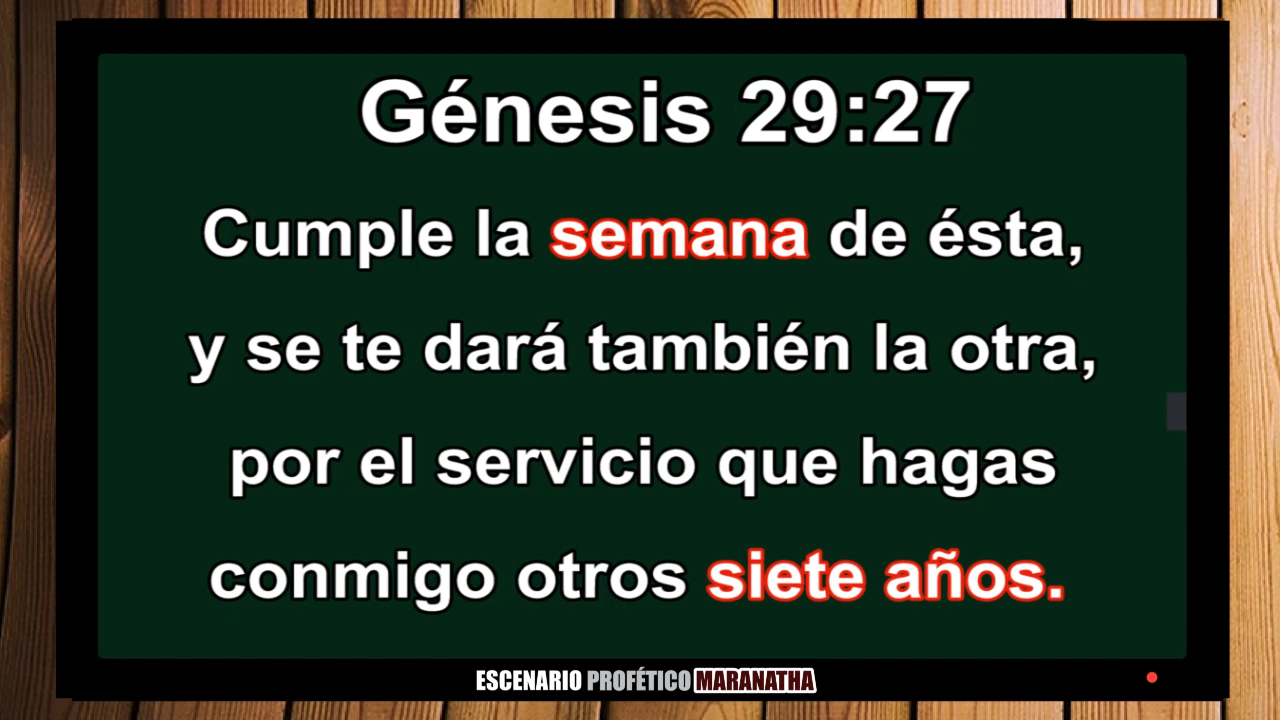 Génesis 29:27
Cumple la semana de ésta,
y se te dará también la otra,
por el servicio que hagas
conmigo otros siete años.
ESCENARIO PROFÉTICO MARANATHA